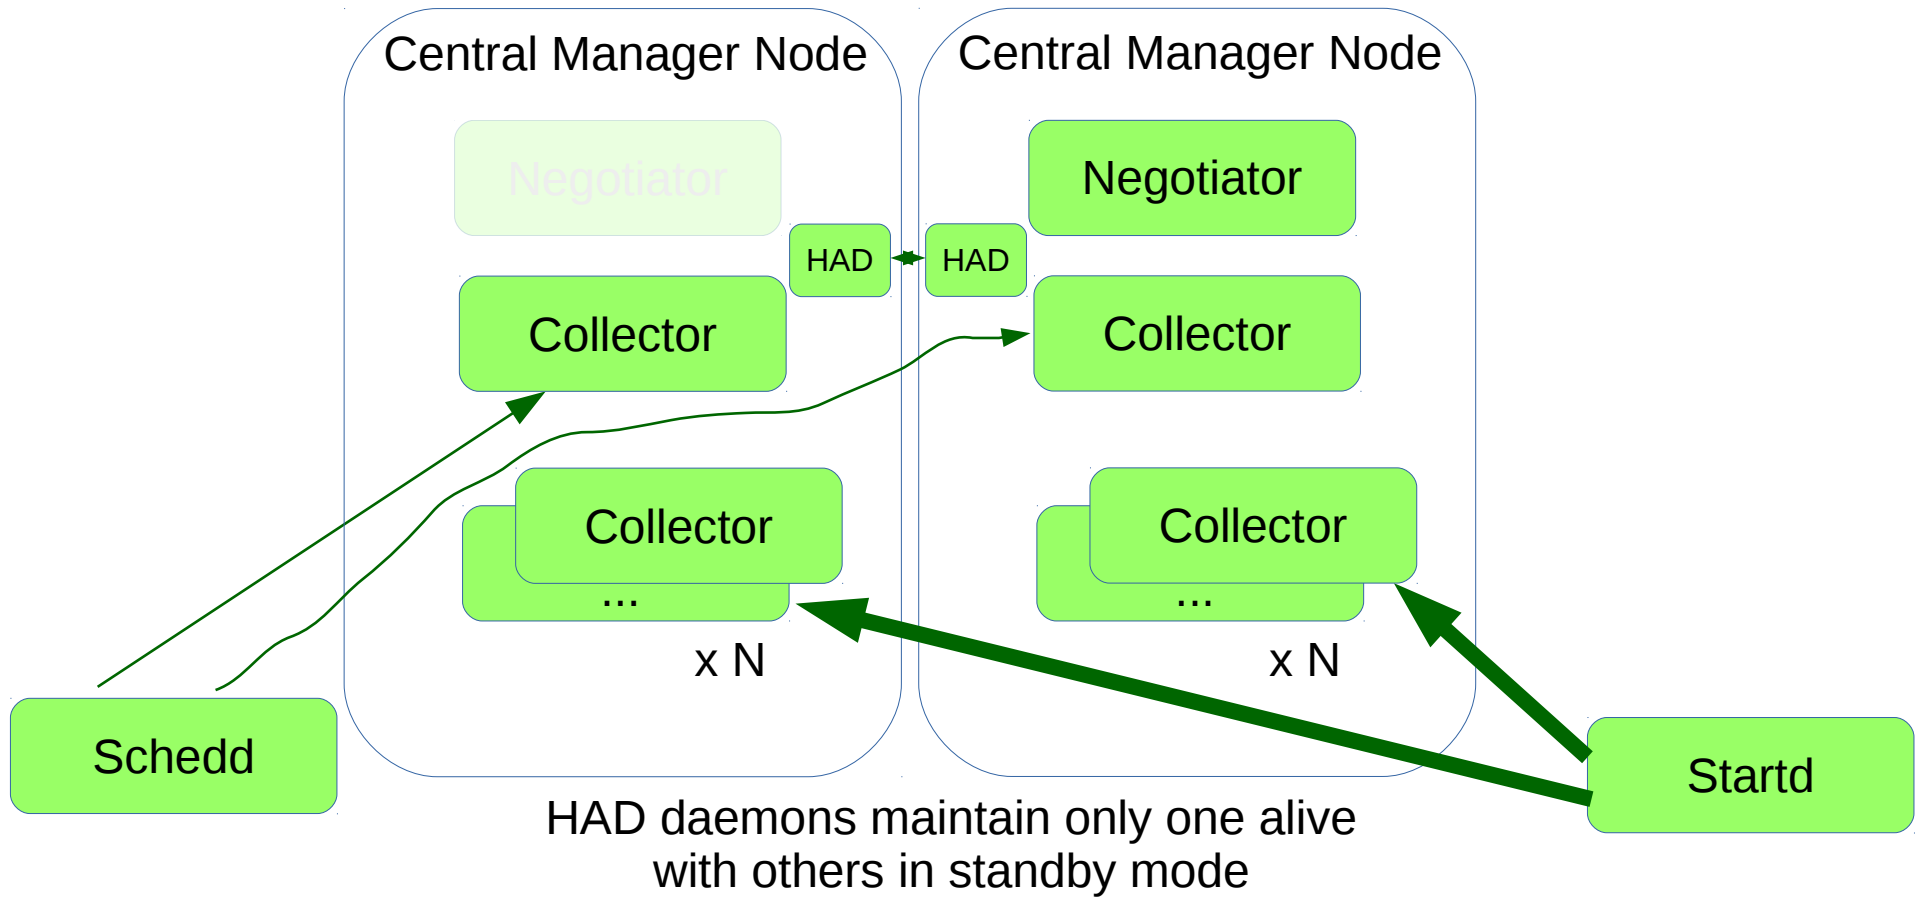 Central Manager Node
Central Manager Node
Negotiator
Negotiator
HAD
HAD
Collector
Collector
Collector
...
x N
Collector
...
x N
Schedd
Startd
HAD daemons maintain only one alive
with others in standby mode